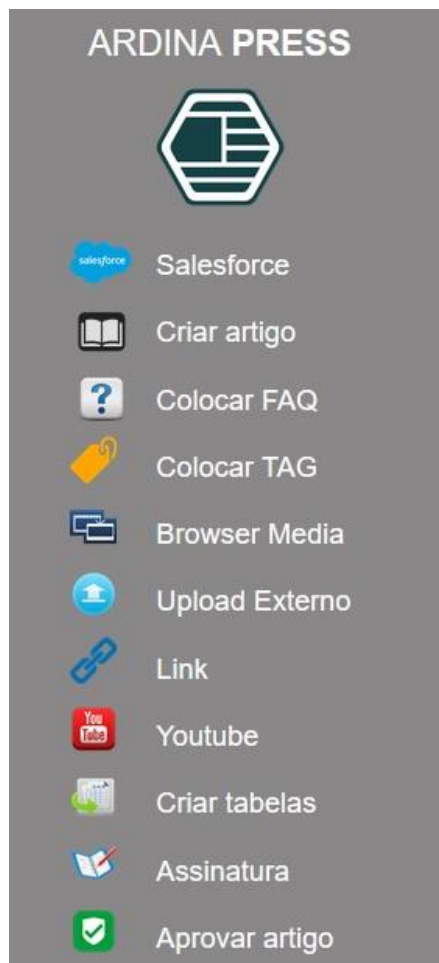 ARDINA PRESS
salesforce
Salesforce
Criar artigo
?
Colocar FAQ
Colocar TAG
Browser Media
Upload Externo
Link
You
Tube
Youtube
Criar tabelas
Assinatura
Aprovar artigo